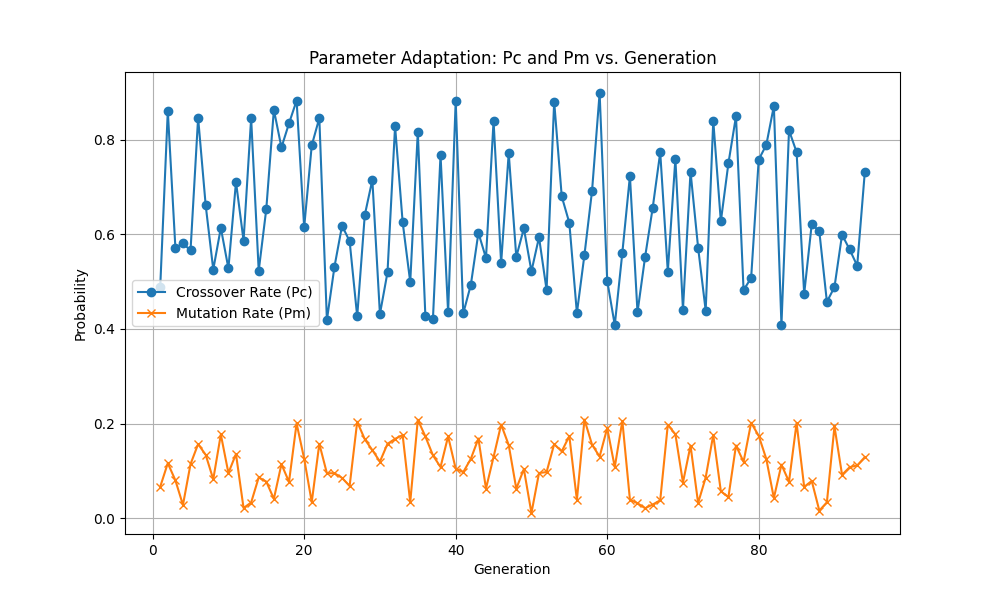 Parameter Adaptation: Pc and Pm vs. Generation
Probability
0.8
0.6
0.4
0.2
0.0
Crossover Rate (Pc)
Mutation Rate (Pm)
0 20 40 60 80
Generation